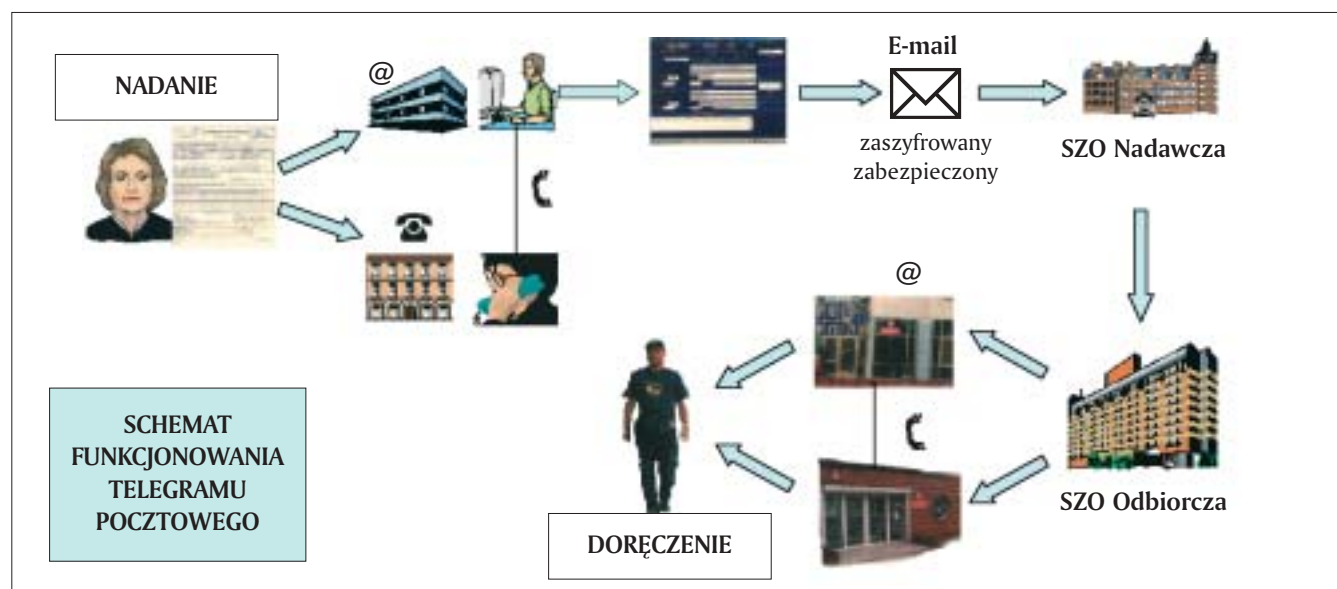 NADANIE
@
E-mail
zaszyfrowany
zabezpieczony
SZO Nadawcza
@
SZO Odbiorcza
DORĘCZENIE
SCHEMAT
FUNKCJONOWANIA
TELEGRAMU
POCZTOWEGO